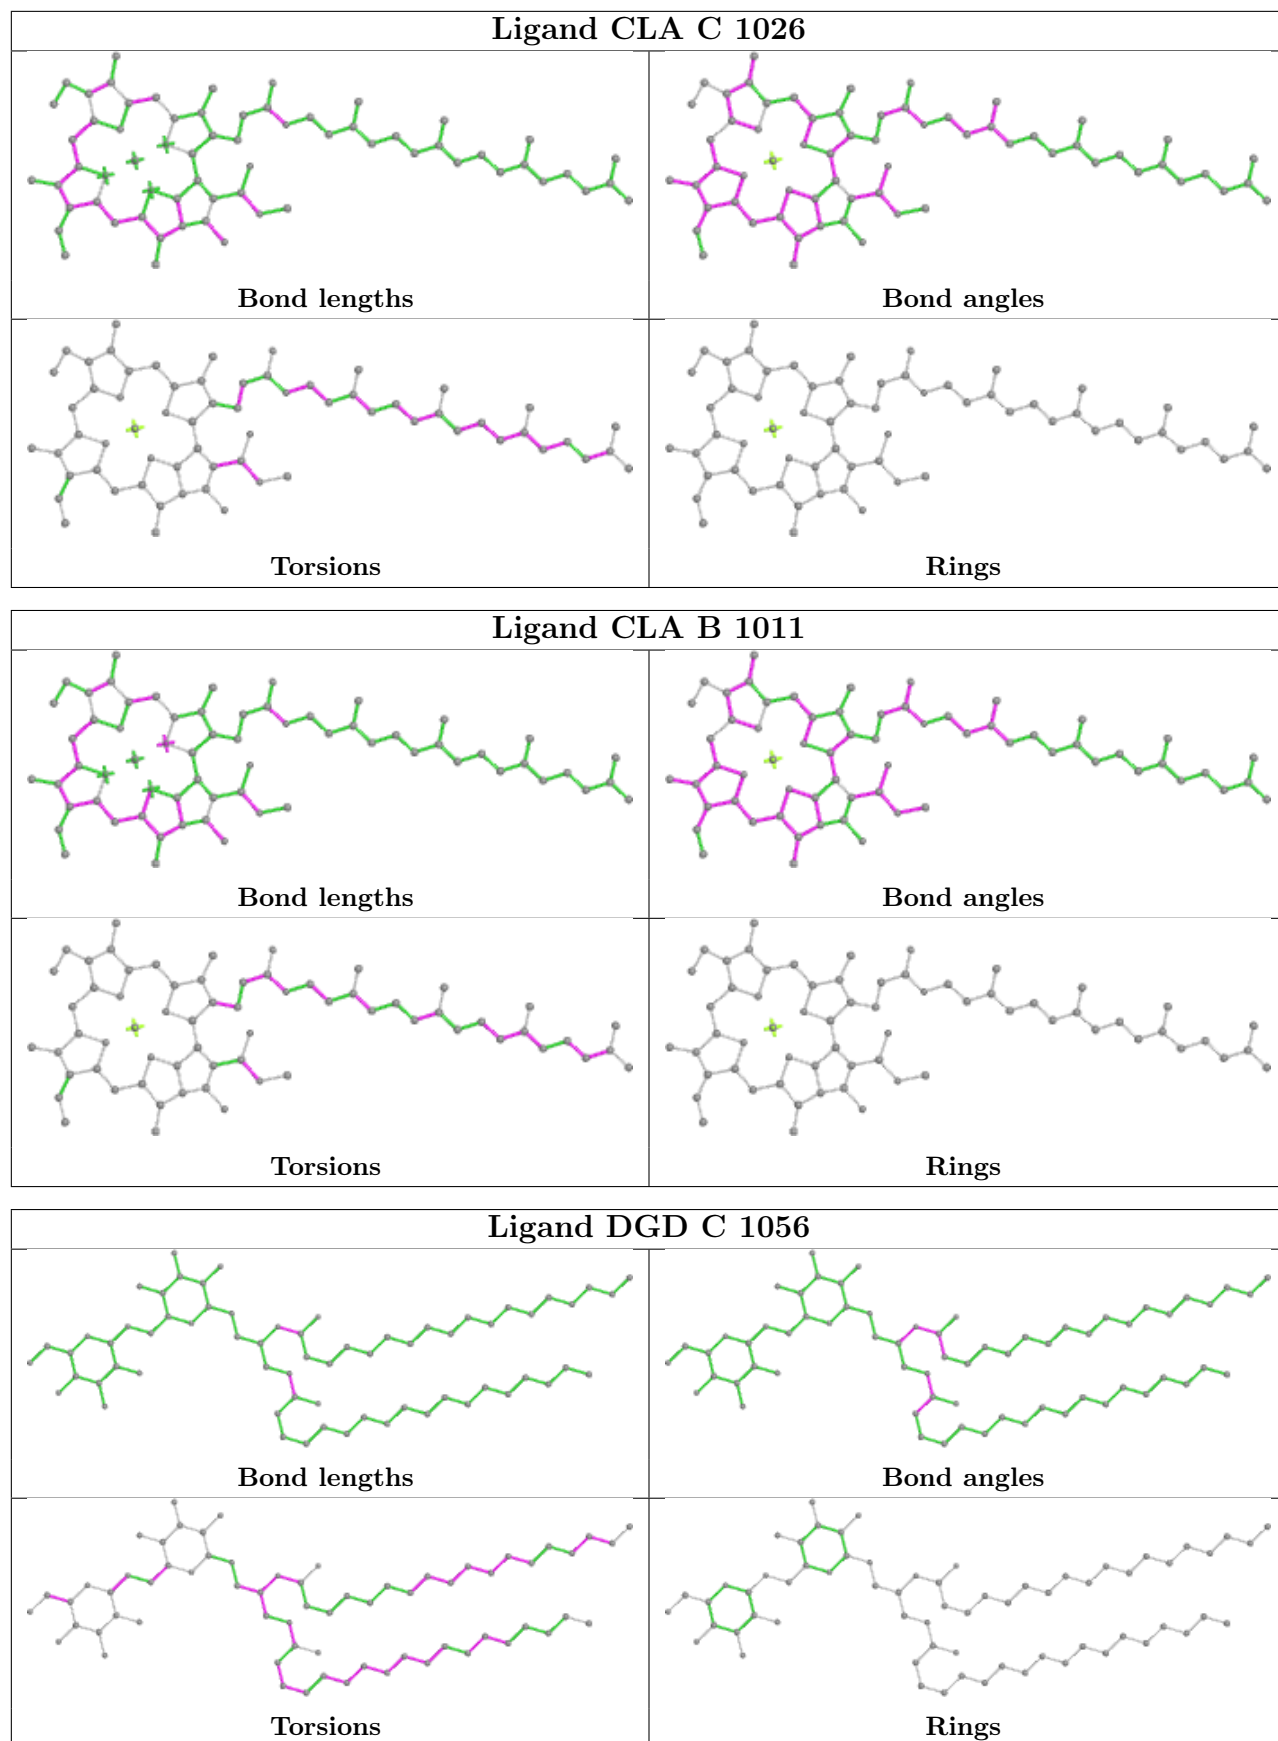 Ligand CLA C 1026
Bond lengths
Bond angles
Torsions
Rings
Ligand CLA B 1011
Bond lengths
Bond angles
Torsions
Rings
Ligand DGD C 1056
Bond lengths
Bond angles
Torsions
Rings